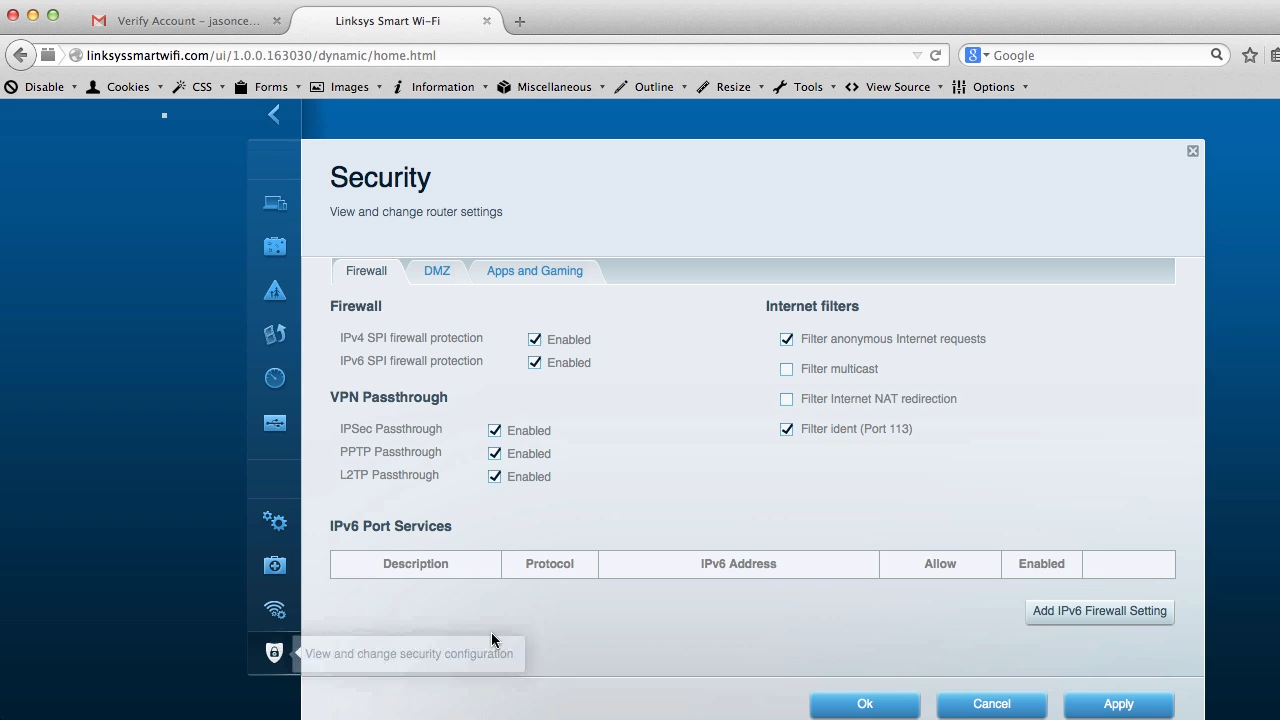 Verify Account – jasonce...
Linksys Smart Wi-Fi
linksyssmartwifi.com/ui/1.0.0.163030/dynamic/home.html
Google
Disable Cookies CSS Forms Images Information Miscellaneous Outline Resize Tools View Source Options
Security
View and change router settings
Firewall DMZ Apps and Gaming
Firewall
IPv4 SPI firewall protection Enabled
IPv6 SPI firewall protection Enabled
VPN Passthrough
IPSec Passthrough Enabled
PPTP Passthrough Enabled
L2TP Passthrough Enabled
Internet filters
Filter anonymous Internet requests
Filter multicast
Filter Internet NAT redirection
Filter ident (Port 113)
IPv6 Port Services
Description Protocol IPv6 Address Allow Enabled
Add IPv6 Firewall Setting
View and change security configuration
Ok Cancel Apply